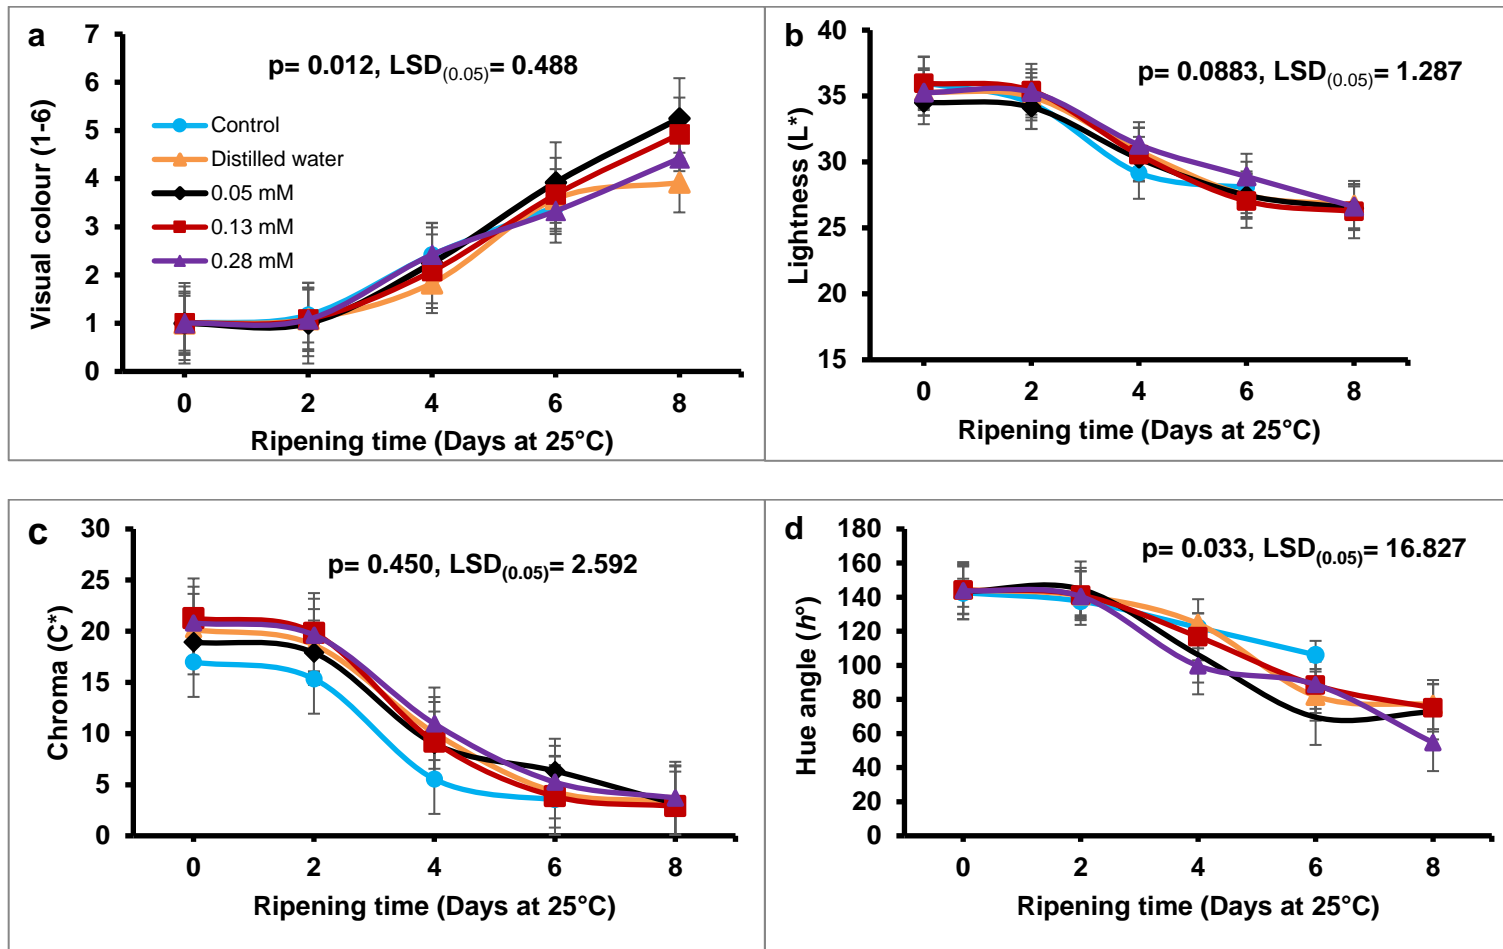 a
p= 0.012, LSD(0.05)= 0.488
Visual colour (1-6)
7
6
5
4
3
2
1
0
Control
Distilled water
0.05 mM
0.13 mM
0.28 mM
0 2 4 6 8
Ripening time (Days at 25°C)
b
p= 0.0883, LSD(0.05)= 1.287
Lightness (L*)
40
35
30
25
20
15
0 2 4 6 8
Ripening time (Days at 25°C)
c
p= 0.450, LSD(0.05)= 2.592
Chroma (C*)
30
25
20
15
10
5
0
0 2 4 6 8
Ripening time (Days at 25°C)
d
p= 0.033, LSD(0.05)= 16.827
Hue angle (h°)
180
160
140
120
100
80
60
40
20
0
0 2 4 6 8
Ripening time (Days at 25°C)